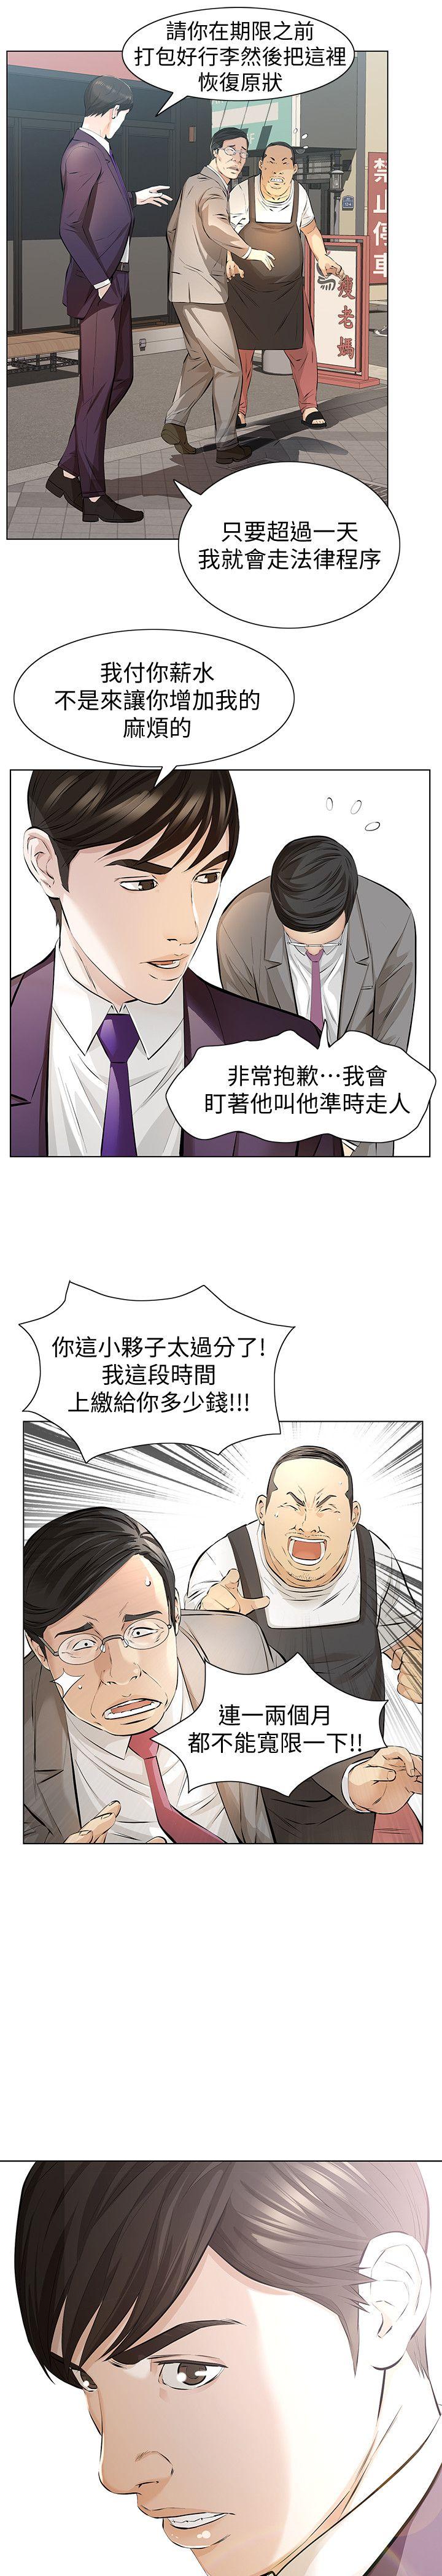 請你在期限之前
打包好行李然後把這裡
恢復原狀
禁止停車
瘦老媽
只要超過一天
我就會走法律程序
我付你薪水
不是來讓你增加我的
麻煩的
非常抱歉…我會
盯著他叫他準時走人
你這小夥子太過分了!
我這段時間
上繳給你多少錢!!!
連一兩個月
都不能寬限一下!!